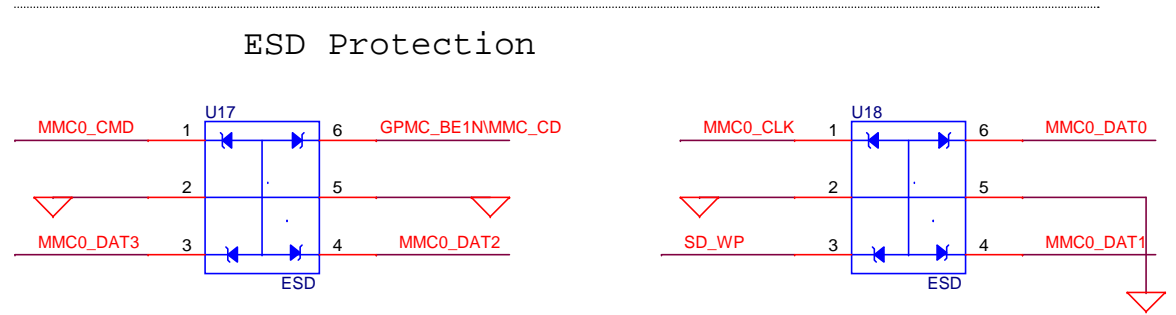 ESD Protection
U17
MMC0_CMD 1 6 GPMC_BE1N\MMC_CD
2 5
MMC0_DAT3 3 4 MMC0_DAT2
ESD
U18
MMC0_CLK 1 6 MMC0_DAT0
2 5
SD_WP 3 4 MMC0_DAT1
ESD